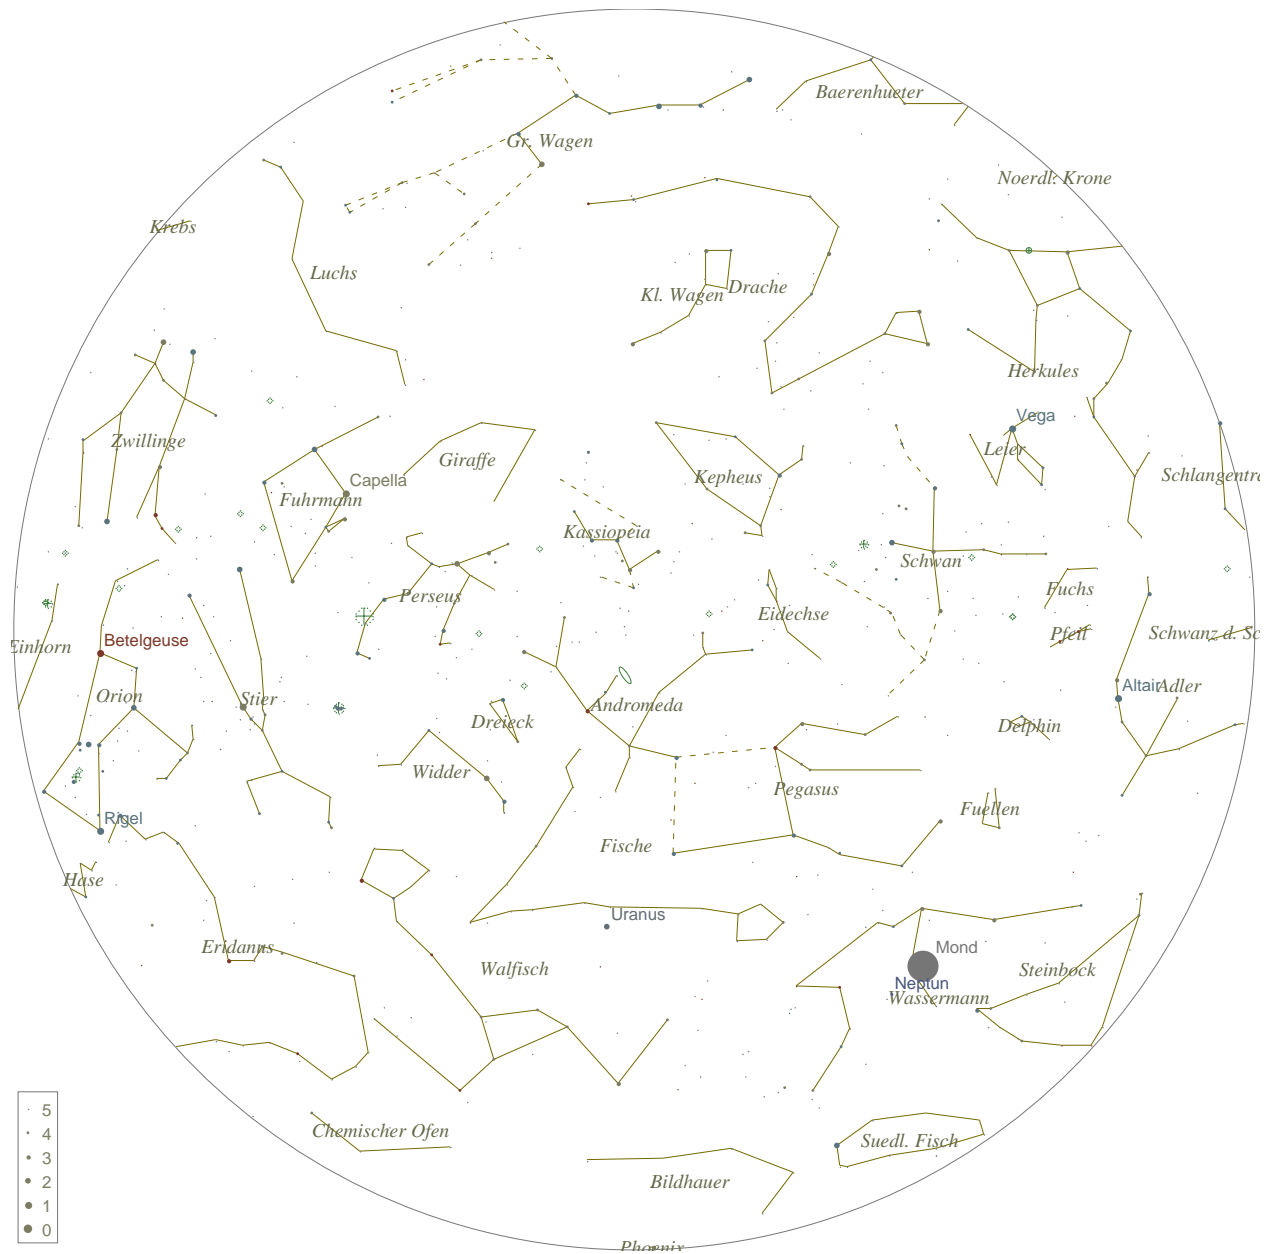 Baerenhueter
Gr. Wagen
Noerdl. Krone
Krebs
Luchs
Kl. Wagen
Drache
Herkules
Vega
Leier
Zwillinge
Giraffe
Capella
Fuhrmann
Kepheus
Schlangentr
Kassiopeia
Schwan
Perseus
Eidechse
Fuchs
Pfeil
Schwanz d. Sc
Einhorn
Betelgeuse
Orion
Stier
Andromeda
Altair
Adler
Dreieck
Delphin
Widder
Pegasus
Fuellen
Rigel
Fische
Hase
Uranus
Eridanus
Walfisch
Mond
Neptun
Wassermann
Steinbock
5
4
3
2
1
0
Chemischer Ofen
Suedl. Fisch
Bildhauer
Phoenix